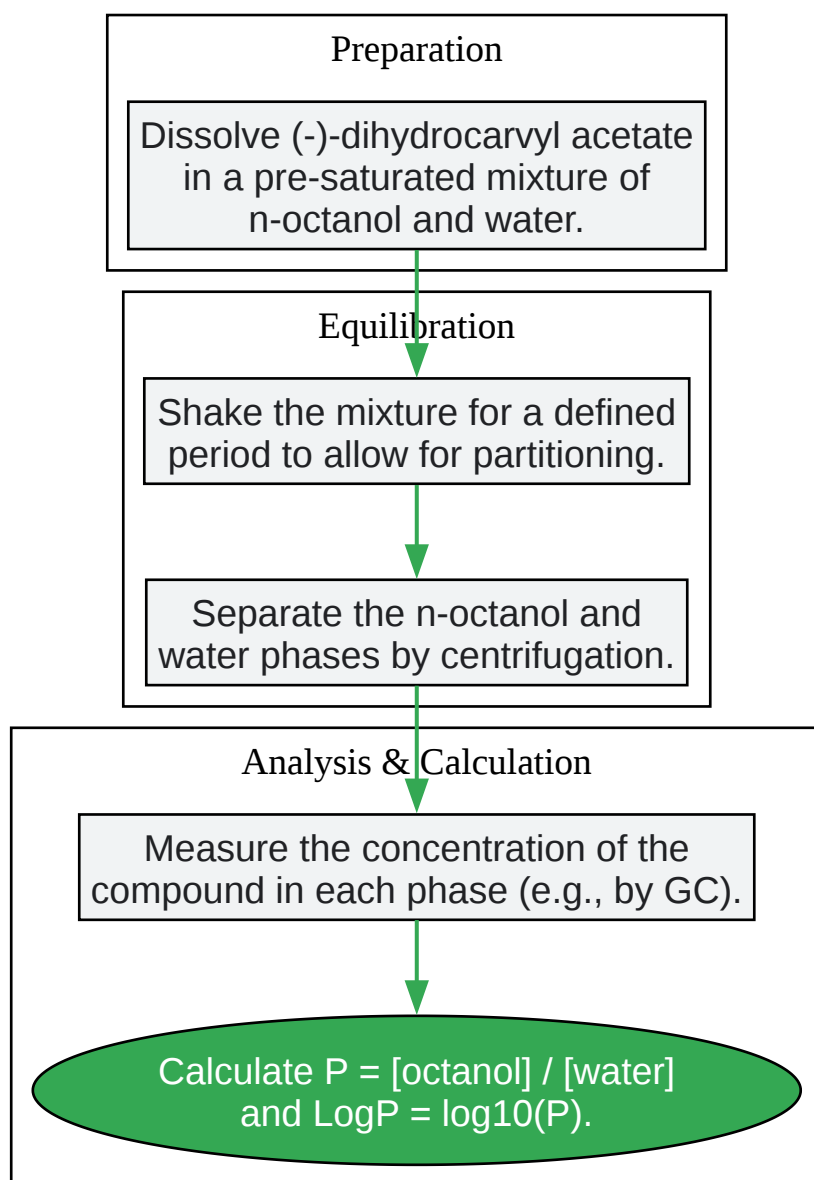 Preparation
Dissolve (-)-dihydrocarvyl acetate
in a pre-saturated mixture of
n-octanol and water.
Equilibration
Shake the mixture for a defined
period to allow for partitioning.
Separate the n-octanol and
water phases by centrifugation.
Analysis & Calculation
Measure the concentration of the
compound in each phase (e.g., by GC).
Calculate P = [octanol] / [water]
and LogP = log10(P).